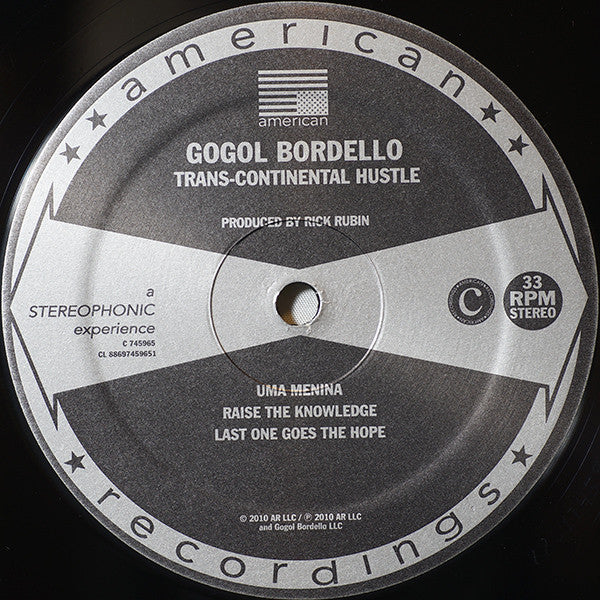 american
american
GOGOL BORDELLO
TRANS-CONTINENTAL HUSTLE
PRODUCED BY RICK RUBIN
a
STEREOPHONIC
experience
C 745965
CL 88697459651
C
33
RPM
STEREO
UMA MENINA
RAISE THE KNOWLEDGE
LAST ONE GOES THE HOPE
© 2010 AR LLC / ℗ 2010 AR LLC
and Gogol Bordello LLC
recordings